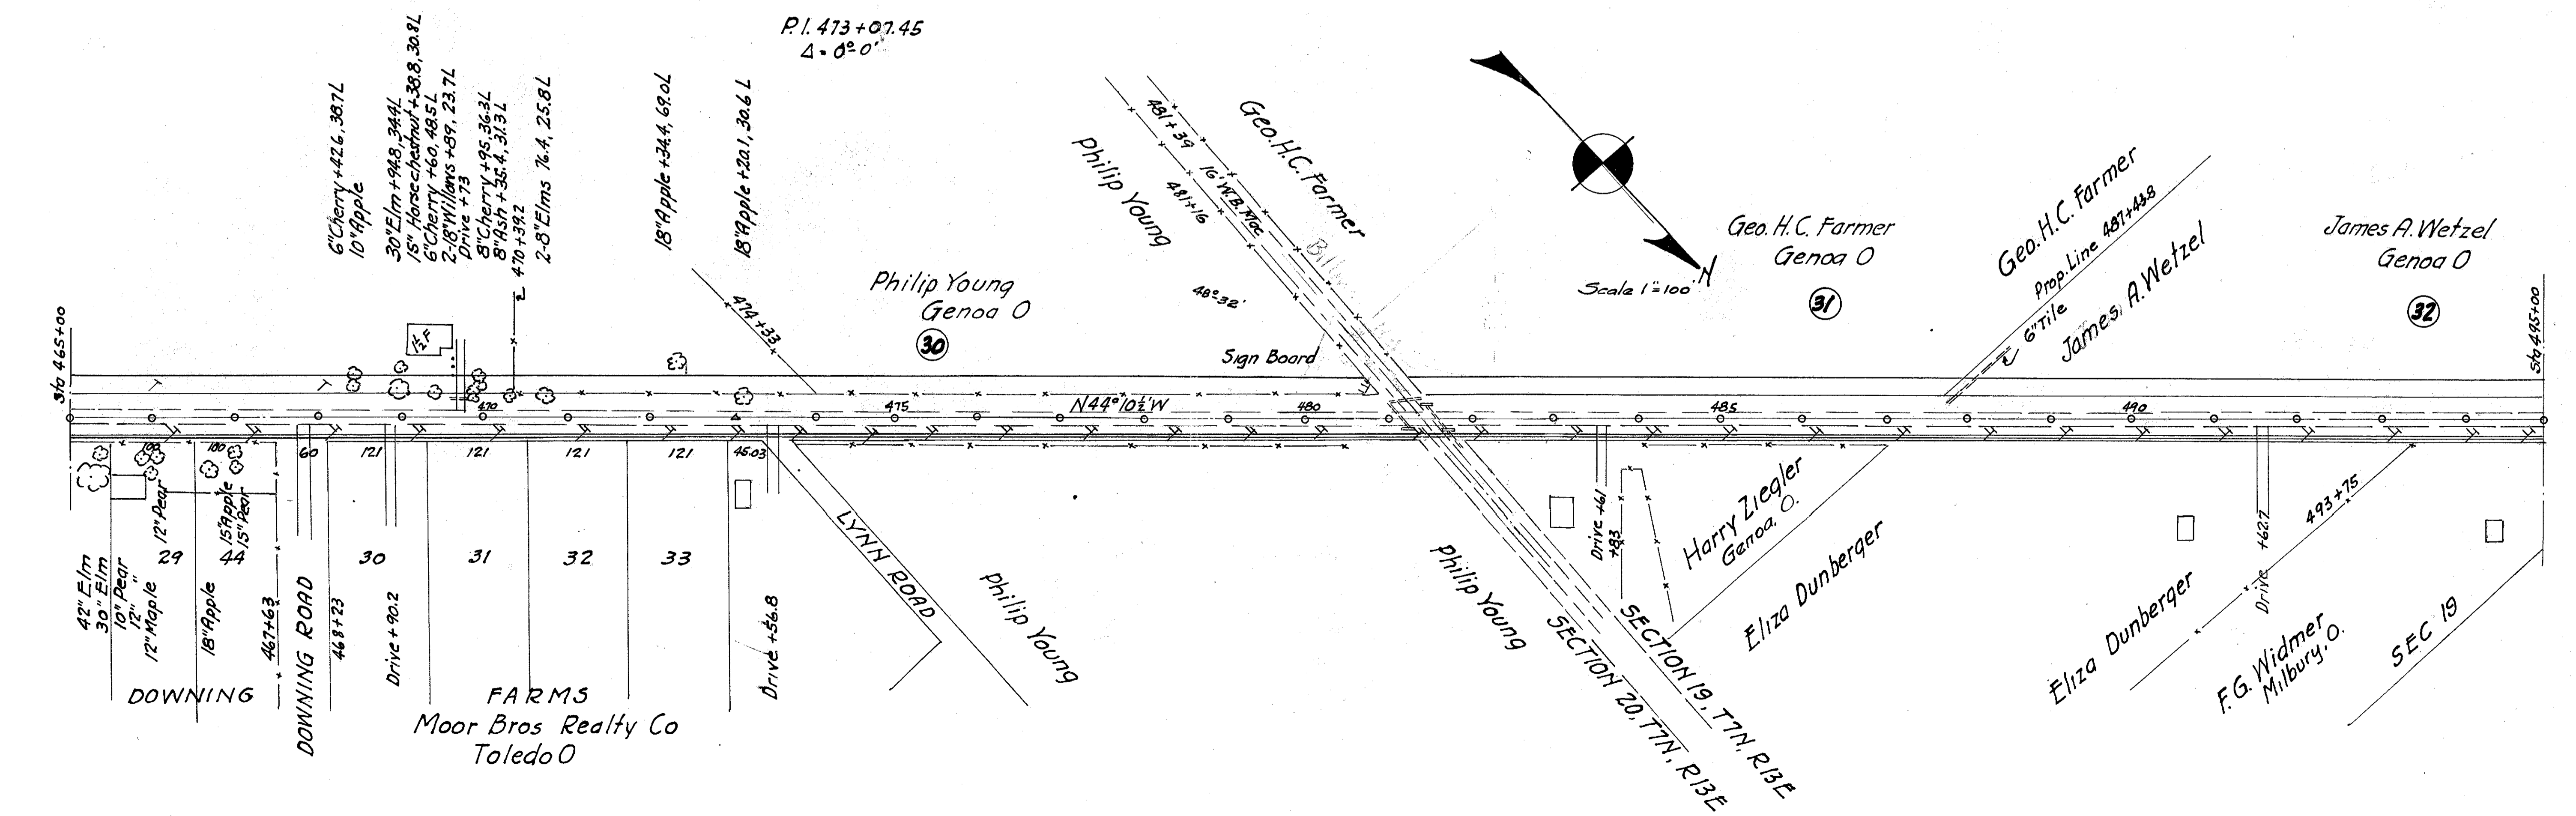 P.I. 473+07.45
Δ = 0°-0'
6"Cherry +42.6, 38.7L
10"Apple
30"Elm +94.8, 34.4L
15" Horsechestnut +38.8, 30.8L
6"Cherry +60, 48.5L
2-18"Willows +89, 23.7L
Drive +73
8"Cherry +95, 36.3L
8"Ash +35.4, 31.3L
470+39.2
2-8"Elms 76.4, 25.8L
18"Apple +34.4, 69.0L
18"Apple +20.1, 30.6L
Sta 465+00
1½F
474+33
Philip Young
Genoa O
30
Philip Young
481+39
16' W.B. Mac
481+16
Geo. H.C. Farmer
48°-32'
Sign Board
N
Scale 1"=100'
Geo. H. C. Farmer
Genoa O
31
Geo. H.C. Farmer
Prop. Line 487+43.8
6"Tile
James A. Wetzel
James A. Wetzel
Genoa O
32
Sta 495+00
470
475
N44°10½'W
480
485
490
100
100
60
121
121
121
121
45.03
42" Elm
30" Elm
10" Pear
12" "
12" Maple
12" Pear
29
18"Apple
15"Apple
15"Pear
44
467+63
DOWNING ROAD
468+23
30
Drive +90.2
31
32
33
Drive +56.8
LYNN ROAD
Philip Young
DOWNING FARMS
Moor Bros Realty Co
Toledo O
Philip Young
SECTION 20, T7N, R13E
SECTION 19, T7N, R13E
Drive +61
+83
Harry Ziegler
Genoa, O.
Eliza Dunberger
Eliza Dunberger
493+75
Drive +62.7
F.G. Widmer
Milbury, O.
SEC 19